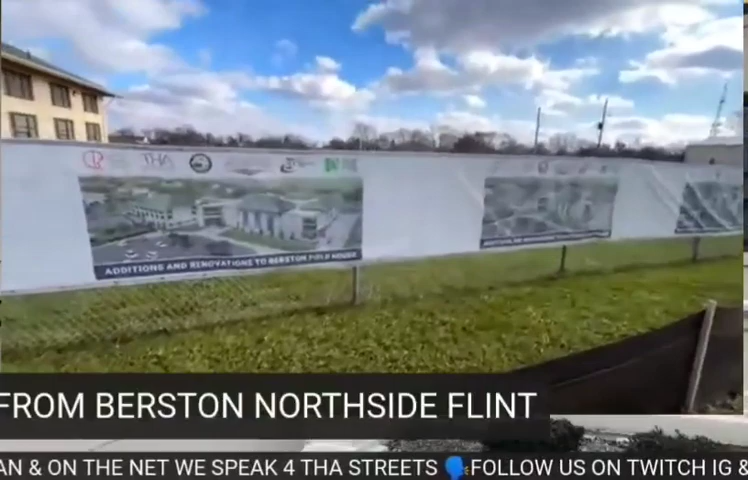 THA
ADDITIONS AND RENOVATIONS TO BERSTON FIELD HOUSE
FROM BERSTON NORTHSIDE FLINT
AN & ON THE NET WE SPEAK 4 THA STREETS 🗣FOLLOW US ON TWITCH IG &